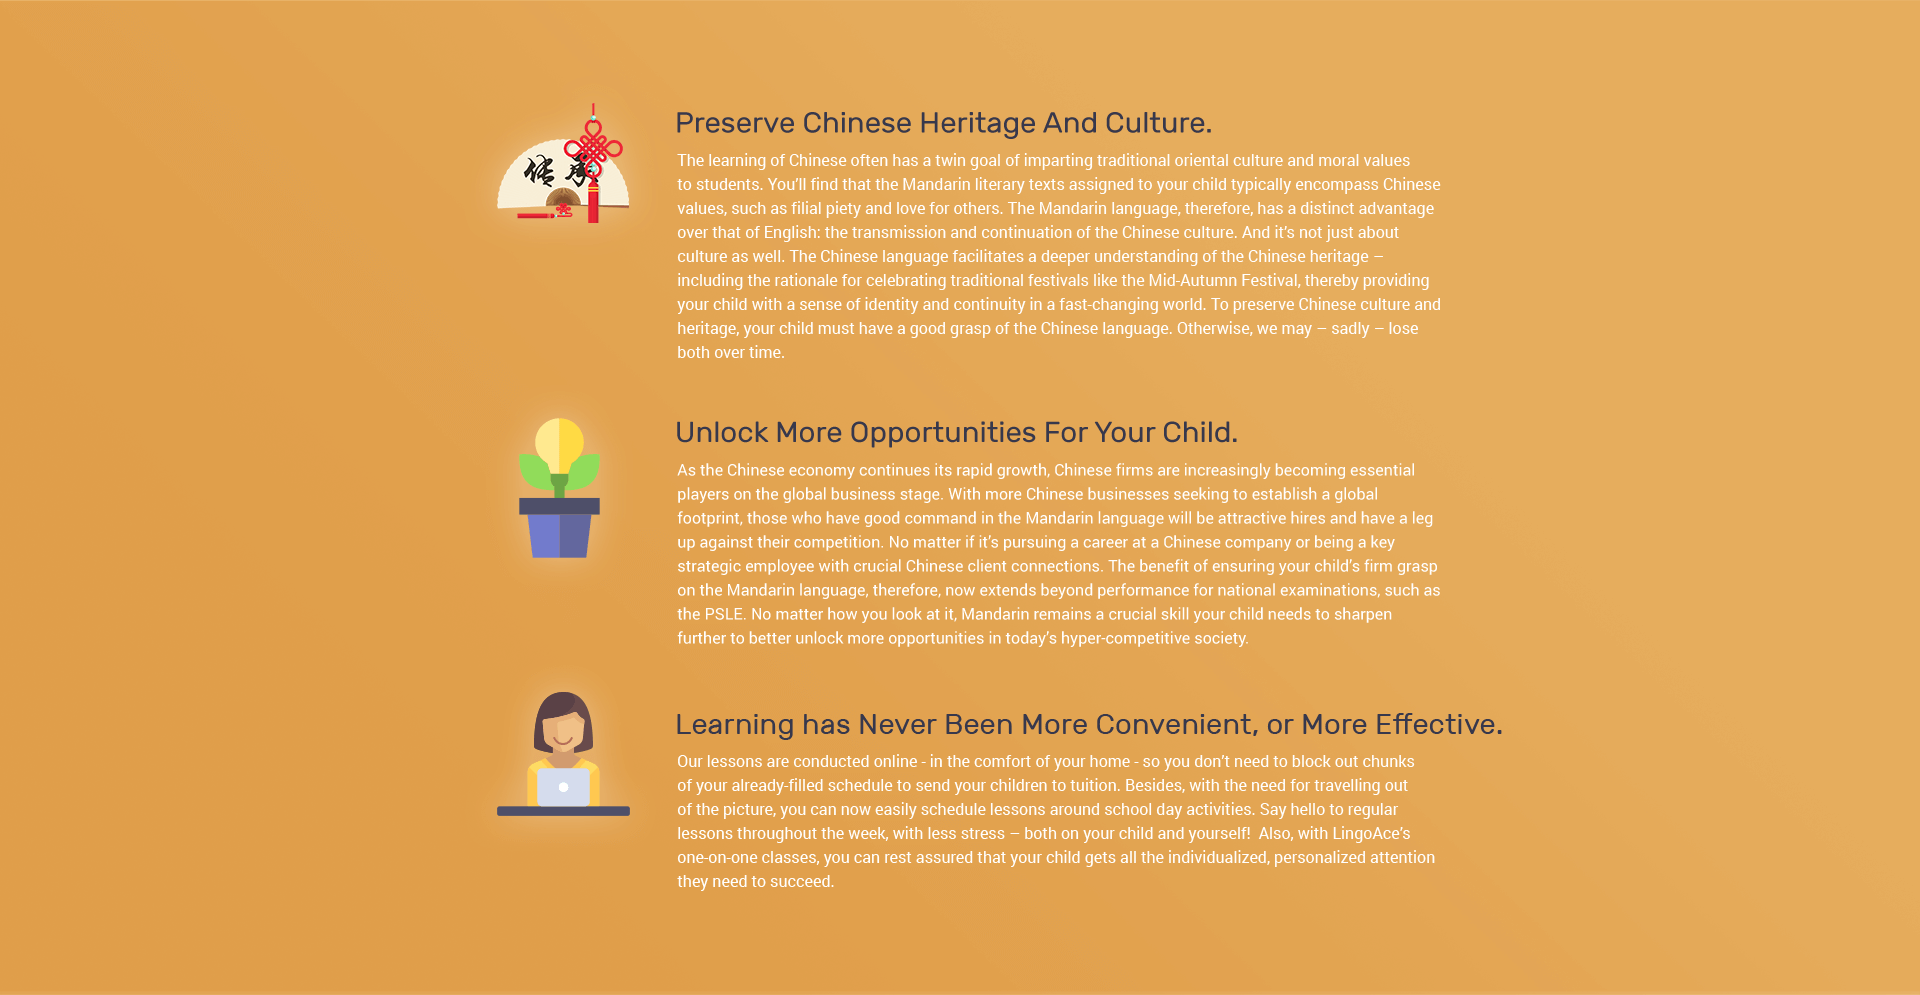 传承
Preserve Chinese Heritage And Culture.
The learning of Chinese often has a twin goal of imparting traditional oriental culture and moral values
to students. You’ll find that the Mandarin literary texts assigned to your child typically encompass Chinese
values, such as filial piety and love for others. The Mandarin language, therefore, has a distinct advantage
over that of English: the transmission and continuation of the Chinese culture. And it’s not just about
culture as well. The Chinese language facilitates a deeper understanding of the Chinese heritage –
including the rationale for celebrating traditional festivals like the Mid-Autumn Festival, thereby providing
your child with a sense of identity and continuity in a fast-changing world. To preserve Chinese culture and
heritage, your child must have a good grasp of the Chinese language. Otherwise, we may – sadly – lose
both over time.
Unlock More Opportunities For Your Child.
As the Chinese economy continues its rapid growth, Chinese firms are increasingly becoming essential
players on the global business stage. With more Chinese businesses seeking to establish a global
footprint, those who have good command in the Mandarin language will be attractive hires and have a leg
up against their competition. No matter if it’s pursuing a career at a Chinese company or being a key
strategic employee with crucial Chinese client connections. The benefit of ensuring your child’s firm grasp
on the Mandarin language, therefore, now extends beyond performance for national examinations, such as
the PSLE. No matter how you look at it, Mandarin remains a crucial skill your child needs to sharpen
further to better unlock more opportunities in today’s hyper-competitive society.
Learning has Never Been More Convenient, or More Effective.
Our lessons are conducted online - in the comfort of your home - so you don’t need to block out chunks
of your already-filled schedule to send your children to tuition. Besides, with the need for travelling out
of the picture, you can now easily schedule lessons around school day activities. Say hello to regular
lessons throughout the week, with less stress – both on your child and yourself!  Also, with LingoAce’s
one-on-one classes, you can rest assured that your child gets all the individualized, personalized attention
they need to succeed.